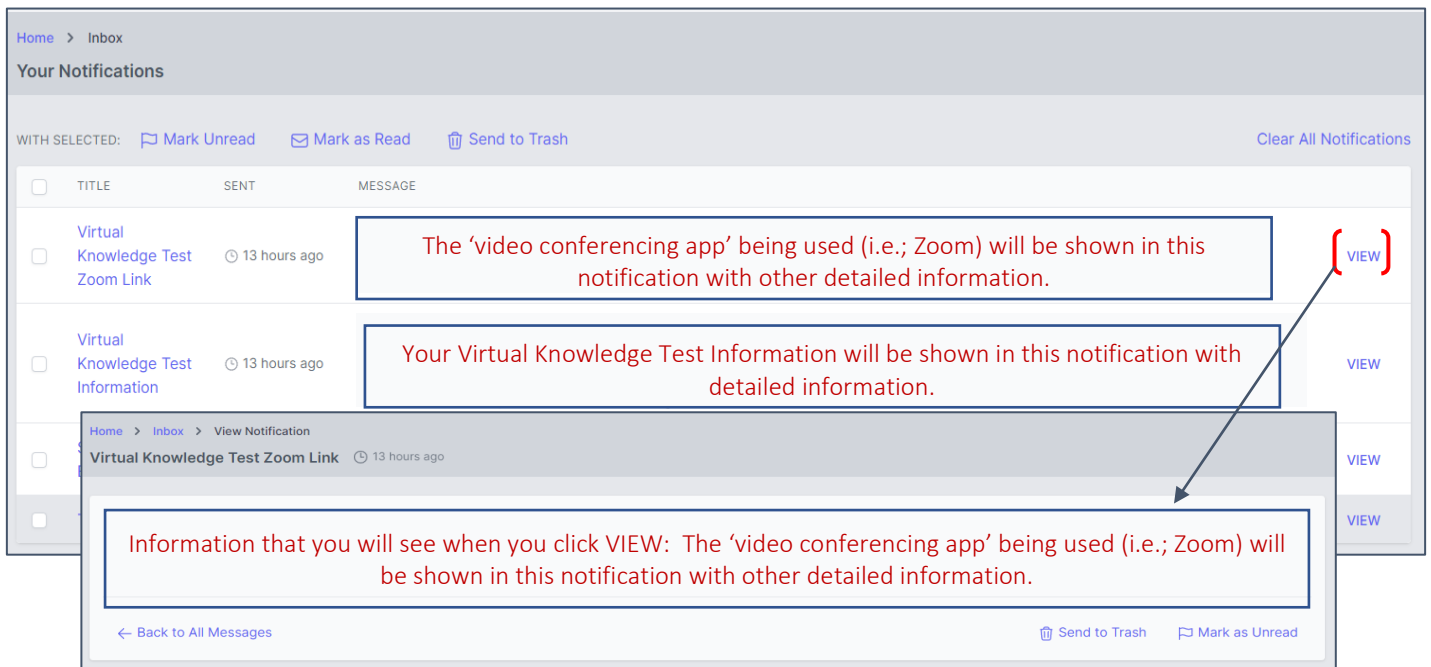 Home > Inbox
Your Notifications
WITH SELECTED: Mark Unread Mark as Read Send to Trash Clear All Notifications
TITLE SENT MESSAGE
Virtual
Knowledge Test
Zoom Link
13 hours ago
The ‘video conferencing app’ being used (i.e.; Zoom) will be shown in this
notification with other detailed information.
VIEW
Virtual
Knowledge Test
Information
13 hours ago
Your Virtual Knowledge Test Information will be shown in this notification with
detailed information.
VIEW
VIEW
VIEW
Home > Inbox > View Notification
Virtual Knowledge Test Zoom Link 13 hours ago
Information that you will see when you click VIEW: The ‘video conferencing app’ being used (i.e.; Zoom) will
be shown in this notification with other detailed information.
← Back to All Messages Send to Trash Mark as Unread